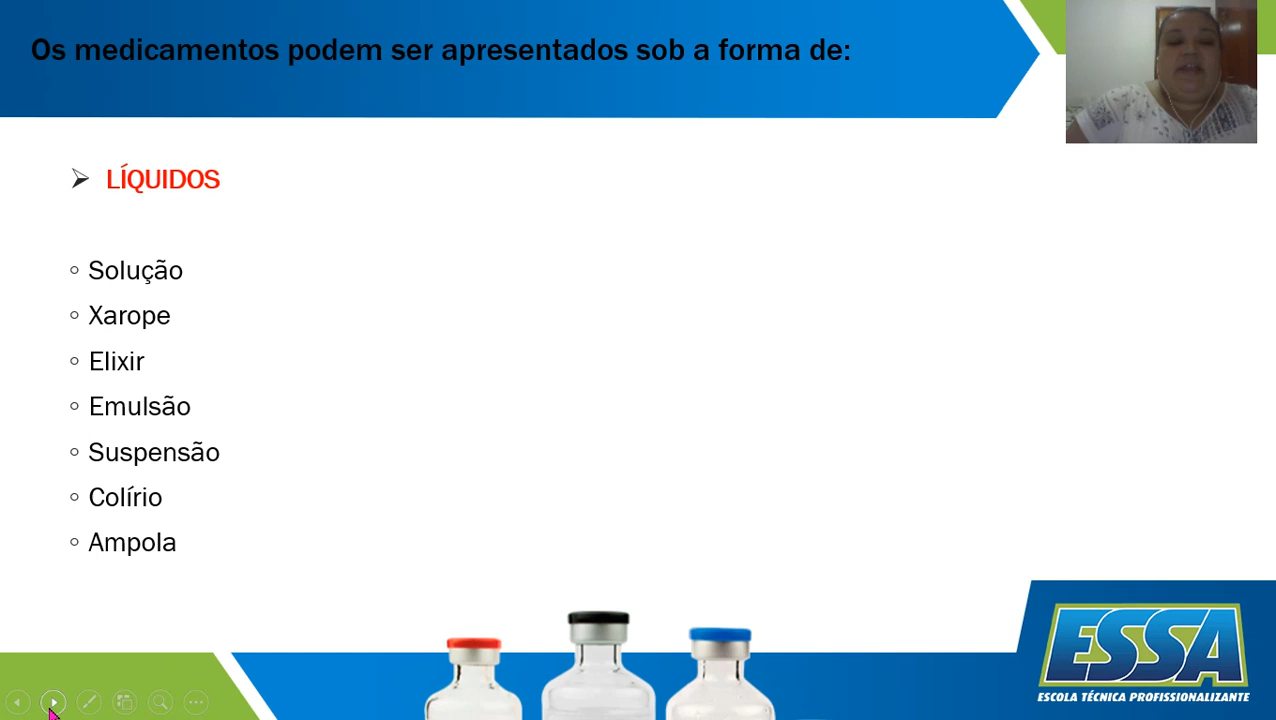 Os medicamentos podem ser apresentados sob a forma de:
LÍQUIDOS
Solução
Xarope
Elixir
Emulsão
Suspensão
Colírio
Ampola
ESSA
ESCOLA TÉCNICA PROFISSIONALIZANTE